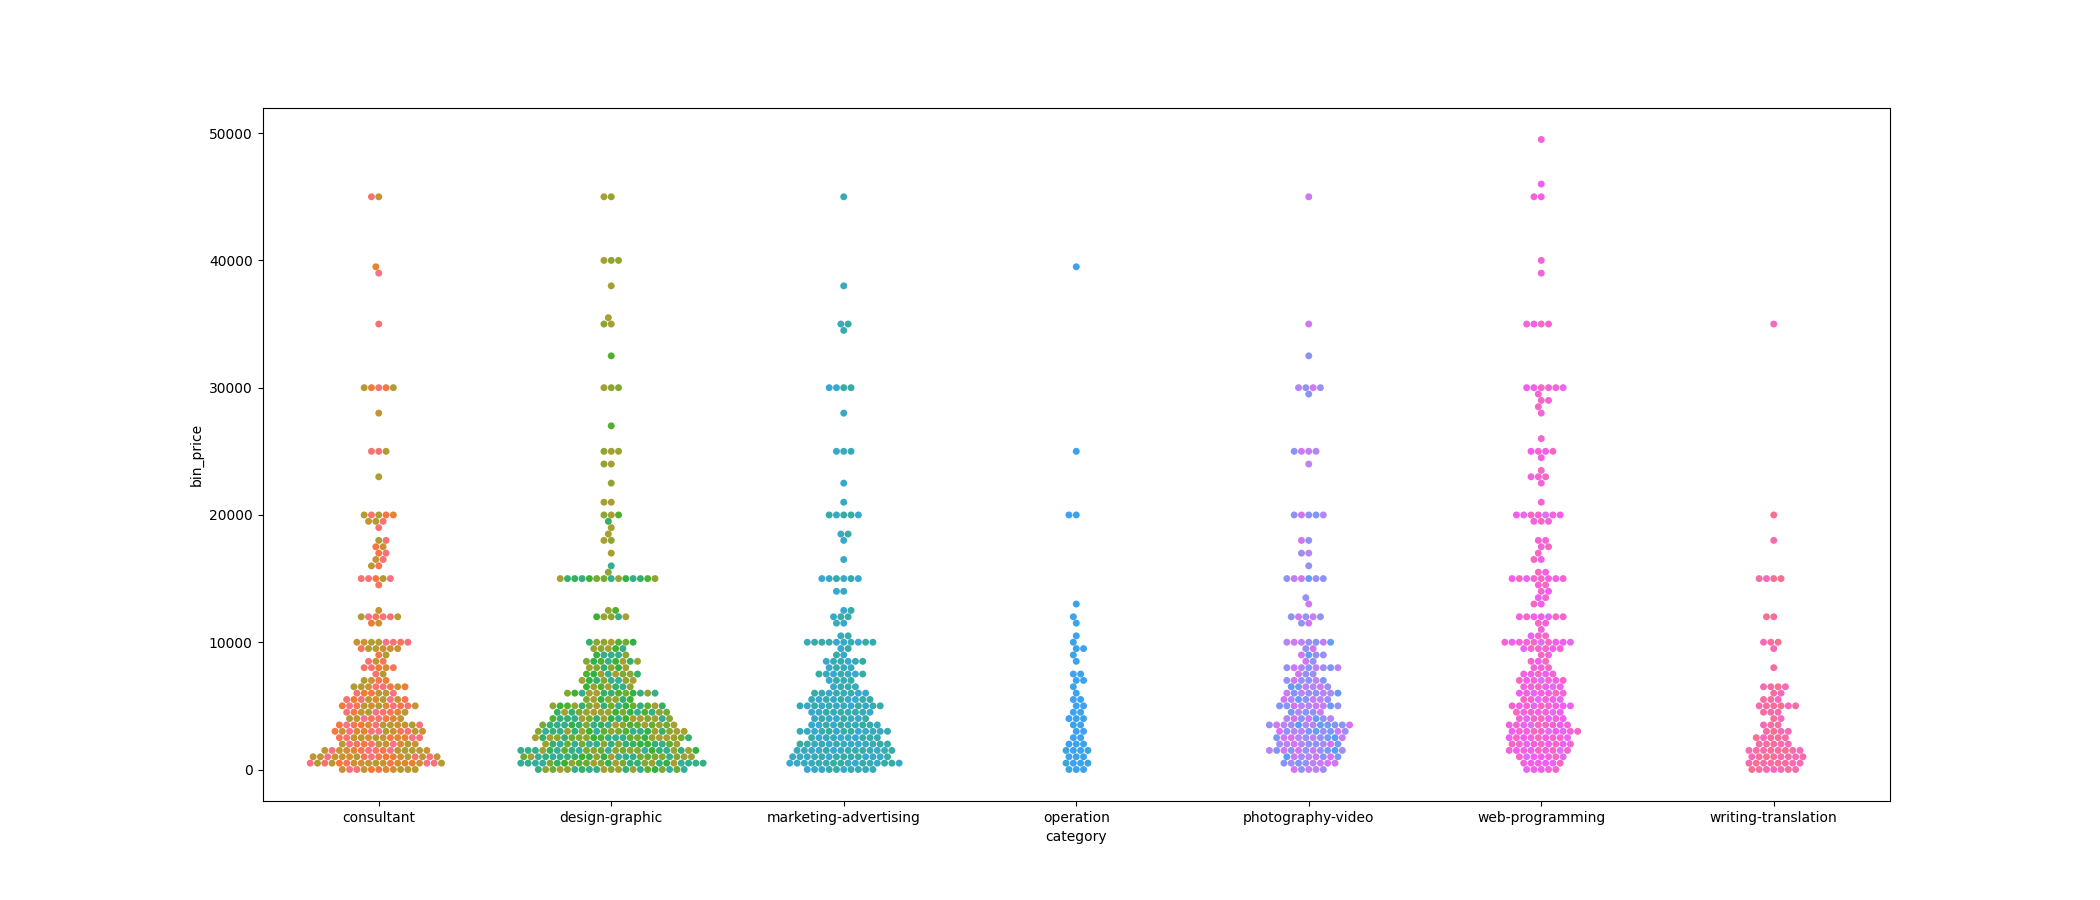 50000
40000
30000
20000
10000
0
bin_price
consultant
design-graphic
marketing-advertising
operation
photography-video
web-programming
writing-translation
category